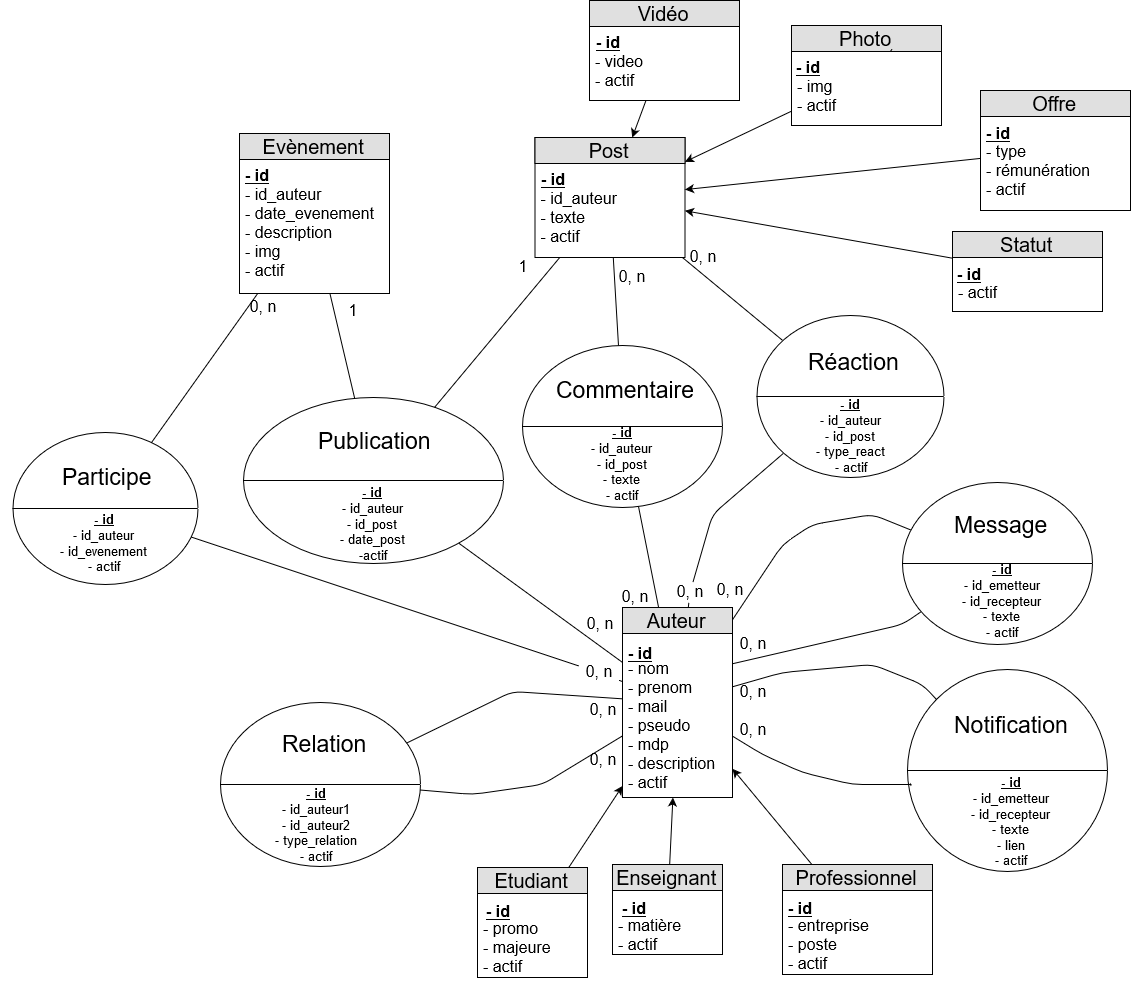 Vidéo
- id
- video
- actif
Photo
- id
- img
- actif
Offre
- id
- type
- rémunération
- actif
Evènement
- id
- id_auteur
- date_evenement
- description
- img
- actif
Post
- id
- id_auteur
- texte
- actif
Statut
- id
- actif
0, n
1
1
0, n
0, n
Réaction
- id
- id_auteur
- id_post
- type_react
- actif
Commentaire
- id
- id_auteur
- id_post
- texte
- actif
Publication
- id
- id_auteur
- id_post
- date_post
-actif
Participe
- id
- id_auteur
- id_evenement
- actif
Message
- id
- id_emetteur
- id_recepteur
- texte
- actif
0, n
0, n
0, n
0, n
0, n
0, n
0, n
0, n
0, n
0, n
Auteur
- id
- nom
- prenom
- mail
- pseudo
- mdp
- description
- actif
Relation
- id
- id_auteur1
- id_auteur2
- type_relation
- actif
Notification
- id
- id_emetteur
- id_recepteur
- texte
- lien
- actif
Etudiant
- id
- promo
- majeure
- actif
Enseignant
- id
- matière
- actif
Professionnel
- id
- entreprise
- poste
- actif